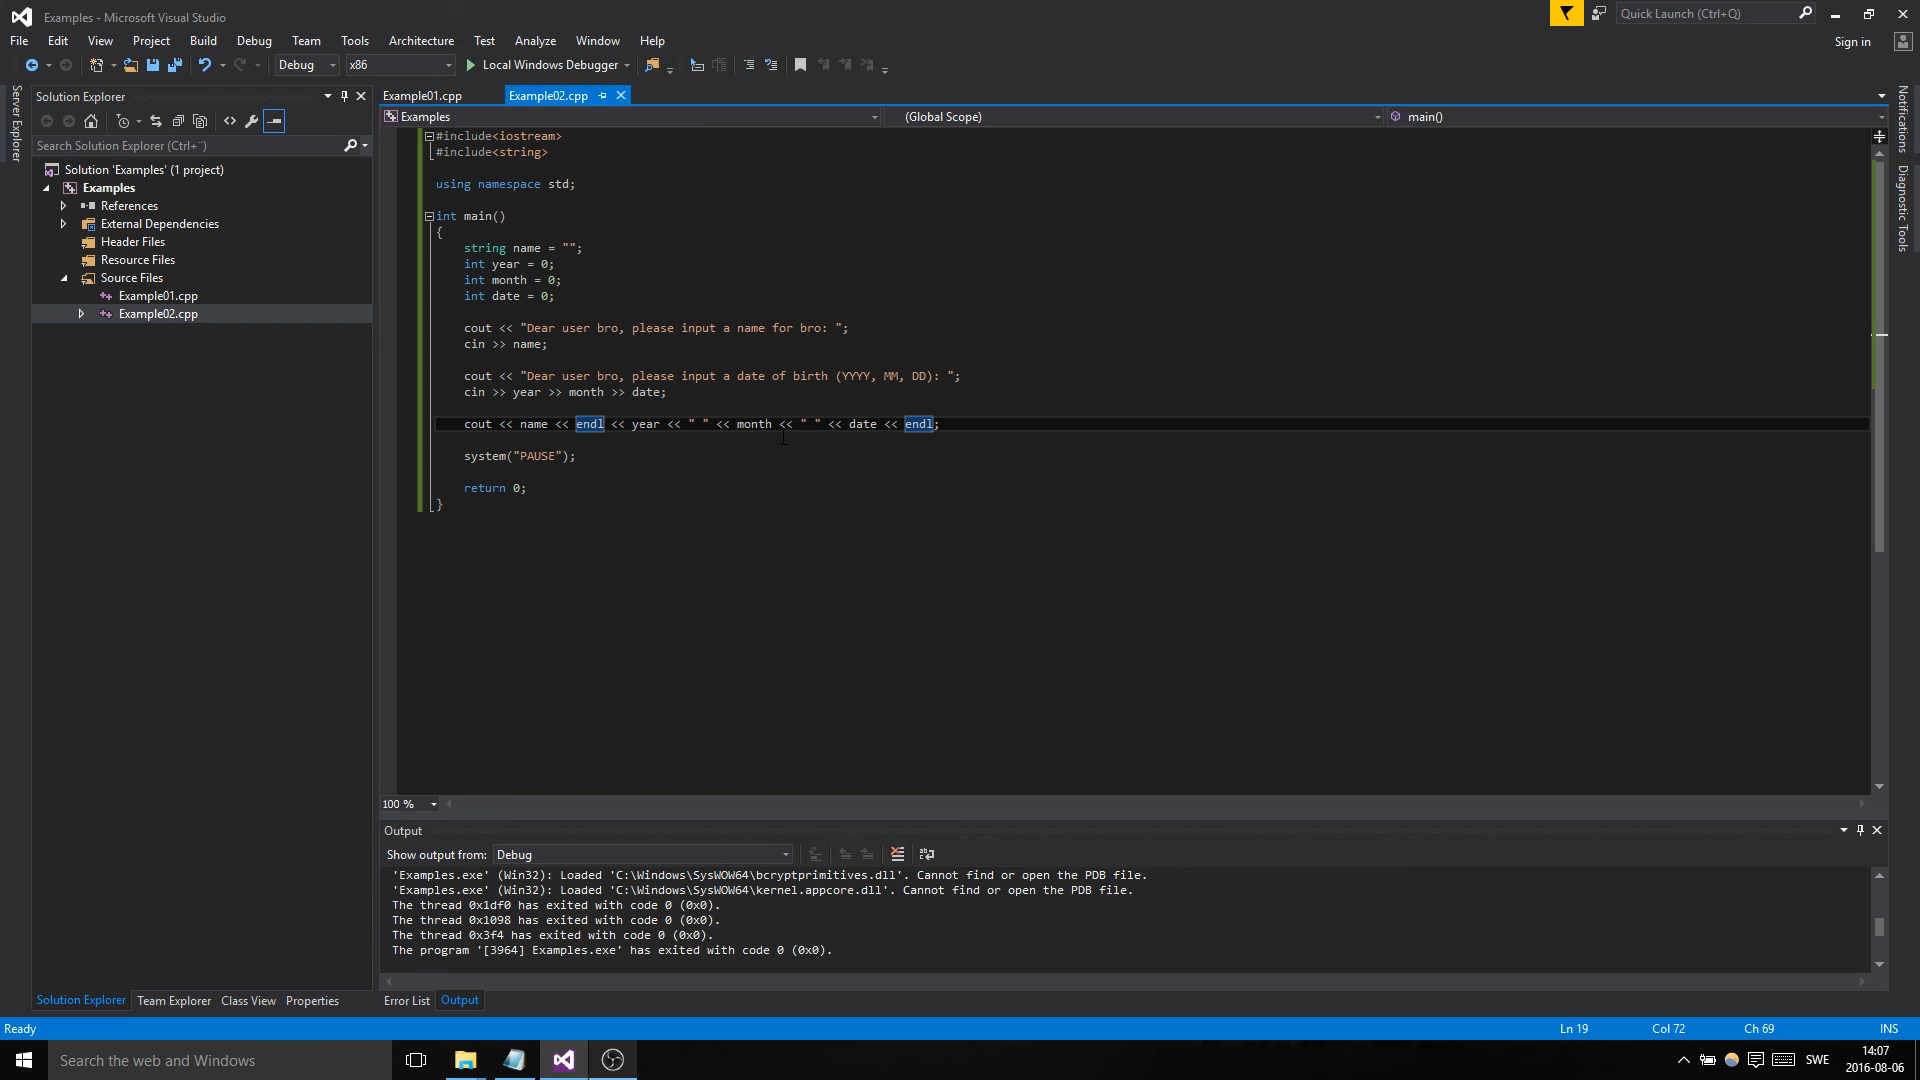 Examples - Microsoft Visual Studio
Quick Launch (Ctrl+Q)
File Edit View Project Build Debug Team Tools Architecture Test Analyze Window Help
Sign in
Debug x86 Local Windows Debugger
Server Explorer
Solution Explorer
Search Solution Explorer (Ctrl+¨)
Solution 'Examples' (1 project)
Examples
References
External Dependencies
Header Files
Resource Files
Source Files
Example01.cpp
Example02.cpp
Example01.cpp Example02.cpp
Examples (Global Scope) main()
#include<iostream>
#include<string>
using namespace std;
int main()
{
string name = "";
int year = 0;
int month = 0;
int date = 0;
cout << "Dear user bro, please input a name for bro: ";
cin >> name;
cout << "Dear user bro, please input a date of birth (YYYY, MM, DD): ";
cin >> year >> month >> date;
cout << name << endl << year << " " << month << " " << date << endl;
system("PAUSE");
return 0;
}
100 %
Notifications
Diagnostic Tools
Output
Show output from: Debug
'Examples.exe' (Win32): Loaded 'C:\Windows\SysWOW64\bcryptprimitives.dll'. Cannot find or open the PDB file.
'Examples.exe' (Win32): Loaded 'C:\Windows\SysWOW64\kernel.appcore.dll'. Cannot find or open the PDB file.
The thread 0x1df0 has exited with code 0 (0x0).
The thread 0x1098 has exited with code 0 (0x0).
The thread 0x3f4 has exited with code 0 (0x0).
The program '[3964] Examples.exe' has exited with code 0 (0x0).
Solution Explorer Team Explorer Class View Properties
Error List Output
Ready Ln 19 Col 72 Ch 69 INS
Search the web and Windows
SWE
14:07
2016-08-06